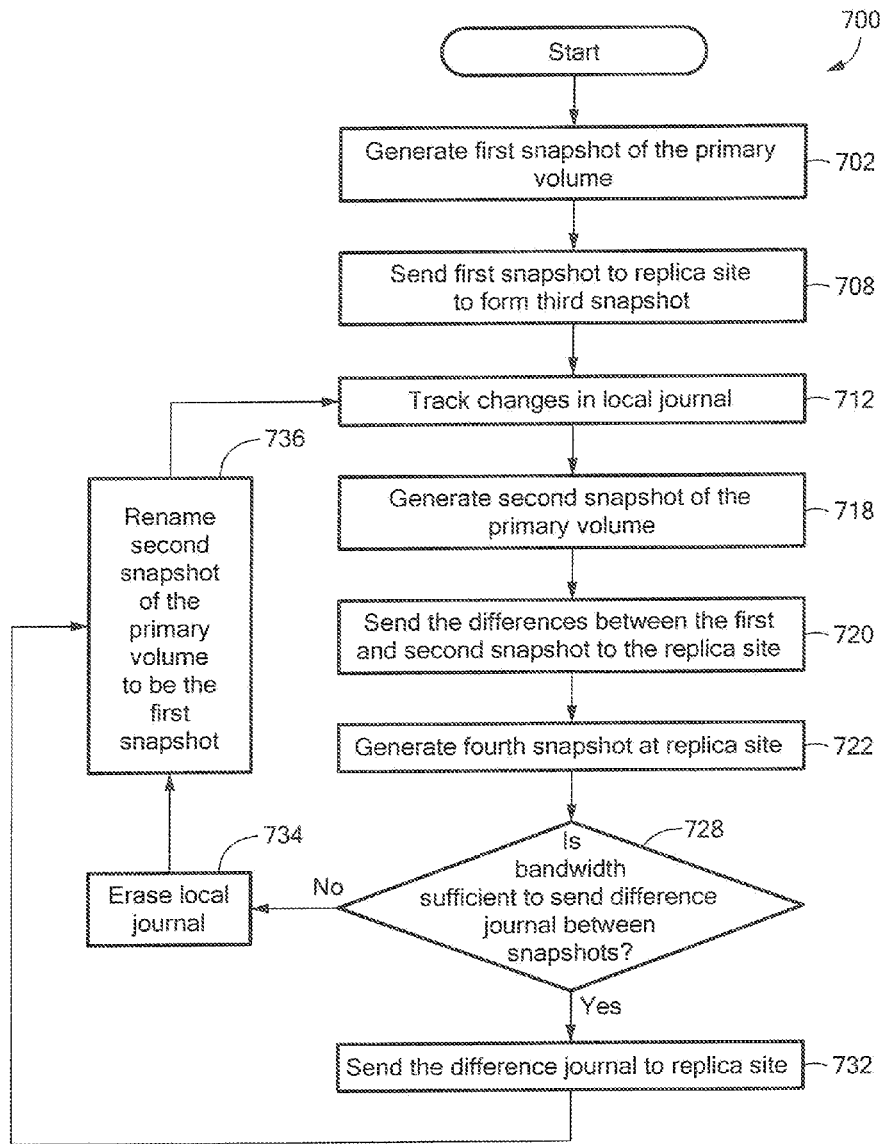 700
Start
Generate first snapshot of the primary
volume
702
Send first snapshot to replica site
to form third snapshot
708
Track changes in local journal
712
736
Rename
second
snapshot
of the
primary
volume
to be the
first
snapshot
Generate second snapshot of the
primary volume
718
Send the differences between the first
and second snapshot to the replica site
720
Generate fourth snapshot at replica site
722
728
Is
bandwidth
sufficient to send difference
journal between
snapshots?
No
734
Erase local
journal
Yes
Send the difference journal to replica site
732